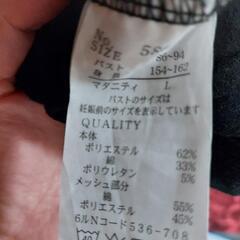 No
SIZE
86~94
バスト
身長 154~162
マタニティ L
バストのサイズは
妊娠前のサイズを表示しています
QUALITY
本体
ポリエステル 62%
綿 33%
ポリウレタン 5%
メッシュ部分
綿 55%
ポリエステル 45%
6ルNコード536-708